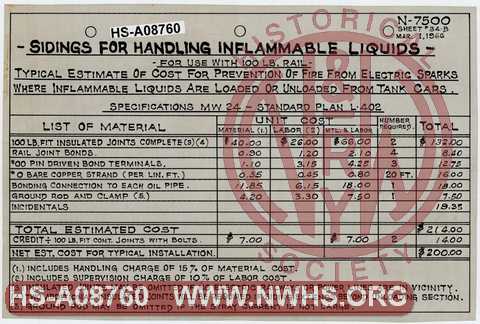 N-7500
SHEET #34-B
MAR. 1, 1966
HS-A08760
HISTORICAL
- SIDINGS FOR HANDLING INFLAMMABLE LIQUIDS -
- FOR USE WITH 100 LB. RAIL -
TYPICAL ESTIMATE OF COST FOR PREVENTION OF FIRE FROM ELECTRIC SPARKS
WHERE INFLAMMABLE LIQUIDS ARE LOADED OR UNLOADED FROM TANK CARS.
SPECIFICATIONS MW 24 - STANDARD PLAN L-402
LIST OF MATERIAL UNIT COST NUMBER REQUIRED. TOTAL
MATERIAL (1.) LABOR (2.) MTL. & LABOR
100 LB. FIT INSULATED JOINTS COMPLETE (3)(4) $ 40.00 $ 26.00 $ 66.00 2 $ 132.00
RAIL JOINT BONDS. 0.90 1.20 2.10 4 8.40
#00 PIN DRIVEN BOND TERMINALS. 1.10 3.15 4.25 3 12.75
#0 BARE COPPER STRAND (PER LIN. FT.) 0.35 0.45 0.80 20 FT. 16.00
BONDING CONNECTION TO EACH OIL PIPE. 11.85 6.15 18.00 1 18.00
GROUND ROD AND CLAMP (5.) 4.20 3.30 7.50 1 7.50
INCIDENTALS 19.35
TOTAL ESTIMATED COST $ 214.00
CREDIT ÷ 100 LB. FIT CONT. JOINTS WITH BOLTS. $ 7.00 $ 7.00 2 14.00
NET EST. COST FOR TYPICAL INSTALLATION. $ 200.00
(1.) INCLUDES HANDLING CHARGE OF 15% OF MATERIAL COST.
(2.) INCLUDES SUPERVISION CHARGE OF 10% OF LABOR COST.
SOCIETY
HS-A08760 WWW.NWHS.ORG